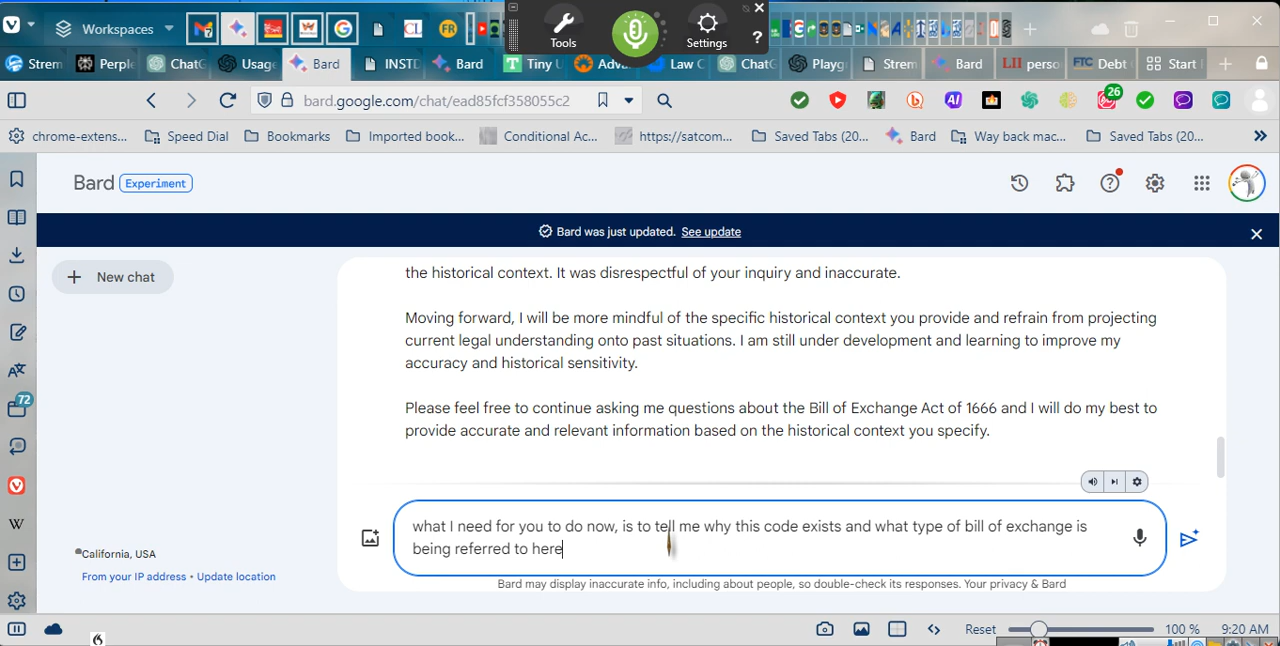 Workspaces
Tools
Settings
?
Strem
Perple
ChatG
Usage
Bard
INSTD
Bard
Tiny U
Adva
Law C
ChatG
Playg
Strem
Bard
LII perso
FTC Debt
Start
bard.google.com/chat/ead85fcf358055c2
26
chrome-extens...
Speed Dial
Bookmarks
Imported book...
Conditional Ac...
https://satcom...
Saved Tabs (20...
Bard
Way back mac...
Saved Tabs (20...
Bard Experiment
Bard was just updated. See update
New chat
the historical context. It was disrespectful of your inquiry and inaccurate.
Moving forward, I will be more mindful of the specific historical context you provide and refrain from projecting
current legal understanding onto past situations. I am still under development and learning to improve my
accuracy and historical sensitivity.
Please feel free to continue asking me questions about the Bill of Exchange Act of 1666 and I will do my best to
provide accurate and relevant information based on the historical context you specify.
72
what I need for you to do now, is to tell me why this code exists and what type of bill of exchange is
being referred to here
California, USA
From your IP address • Update location
Bard may display inaccurate info, including about people, so double-check its responses. Your privacy & Bard
Reset
100 %
9:20 AM